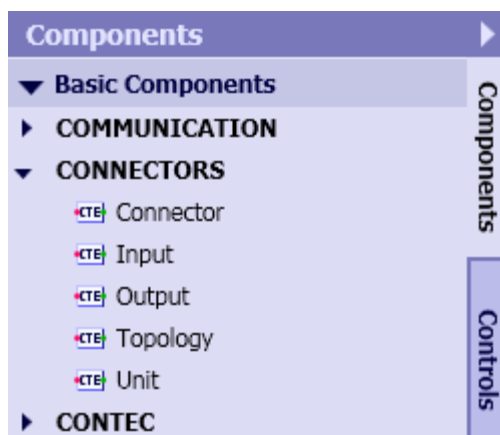 Components
Basic Components
COMMUNICATION
CONNECTORS
CTE Connector
CTE Input
CTE Output
CTE Topology
CTE Unit
CONTEC
Components
Controls